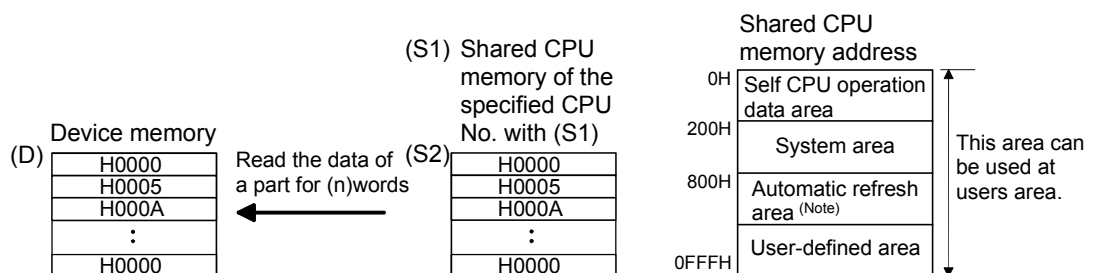 Device memory
(D)
H0000
H0005
H000A
:
H0000
Read the data of
a part for (n)words
(S1) Shared CPU
memory of the
specified CPU
No. with (S1)
(S2)
H0000
H0005
H000A
:
H0000
Shared CPU
memory address
0H
Self CPU operation
data area
200H
System area
800H
Automatic refresh
area (Note)
User-defined area
0FFFH
This area can
be used at
users area.